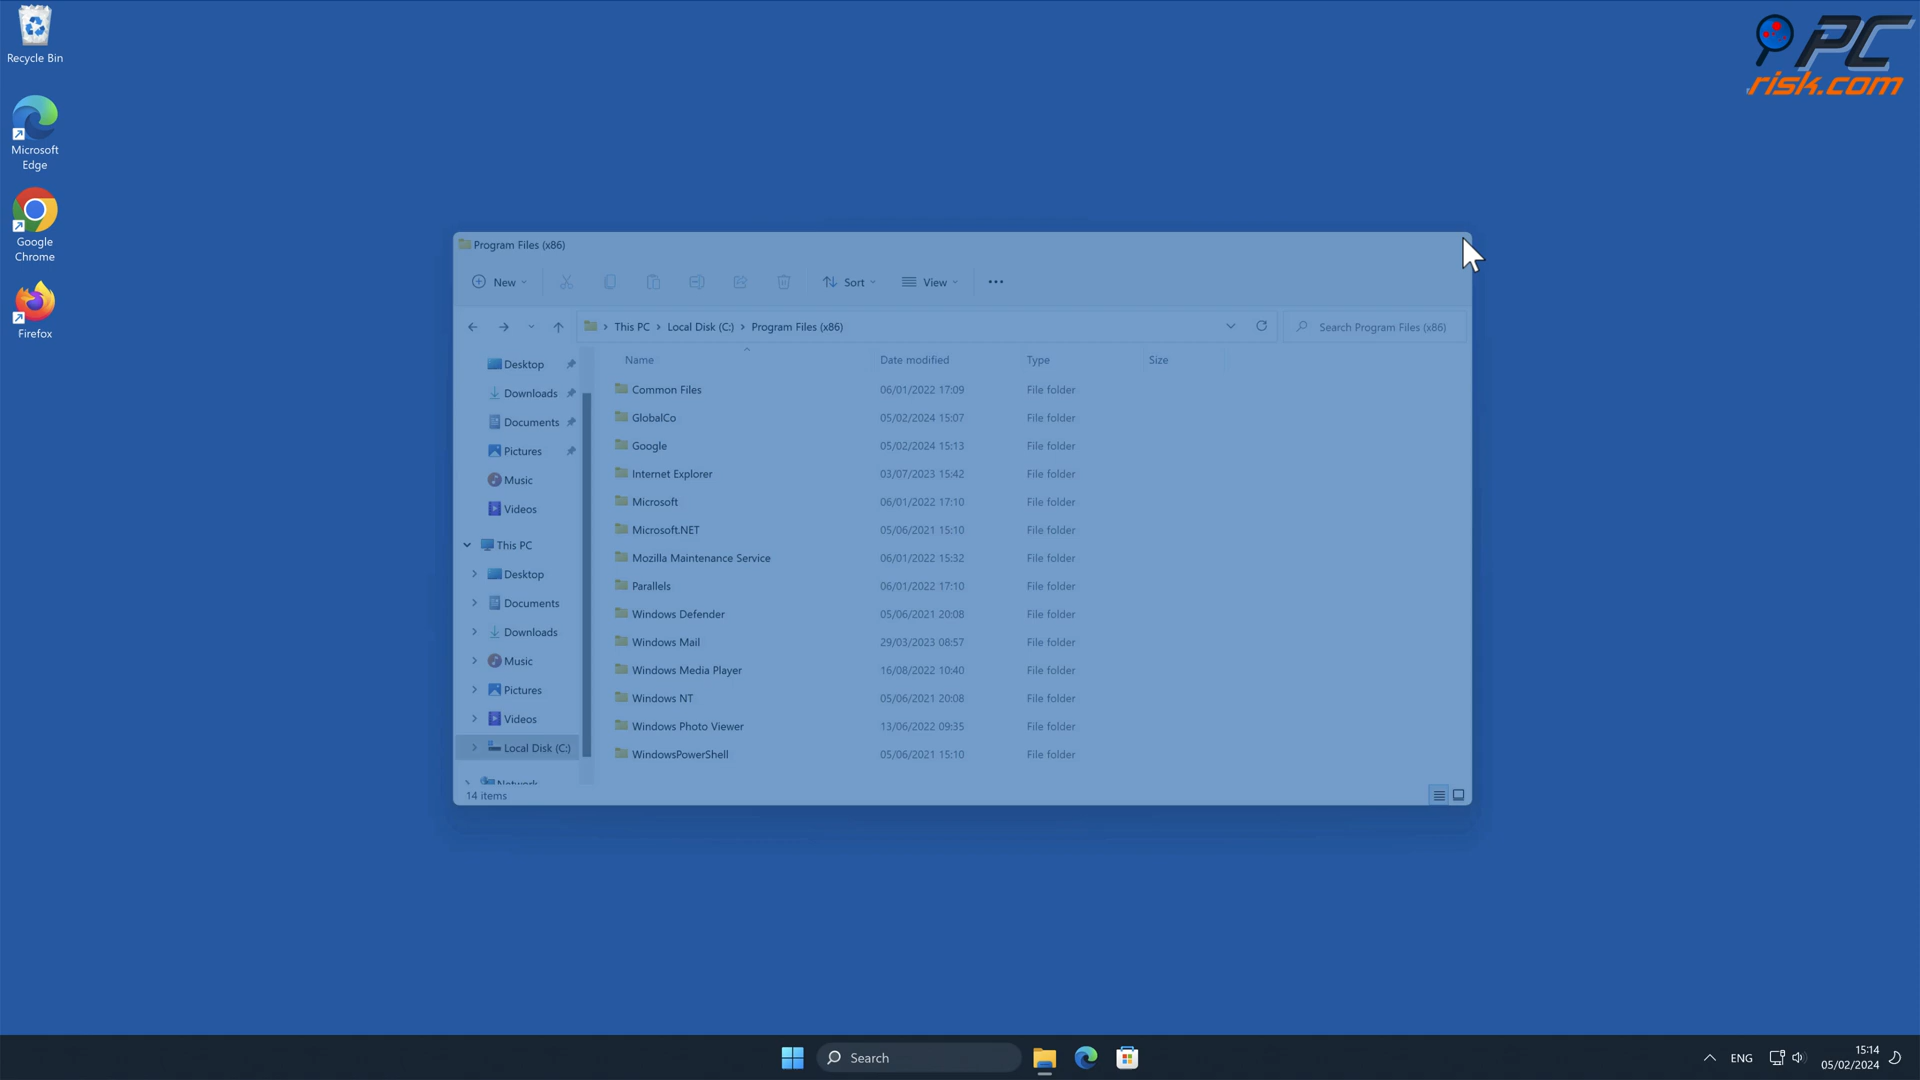 Recycle Bin
PC
risk.com
Microsoft
Edge
Google
Chrome
Firefox
Program Files (x86)
New
Sort
View
This PC
Local Disk (C:)
Program Files (x86)
Search Program Files (x86)
Name
Date modified
Type
Size
Desktop
Downloads
Documents
Pictures
Music
Videos
This PC
Desktop
Documents
Downloads
Music
Pictures
Videos
Local Disk (C:)
Network
Common Files 06/01/2022 17:09 File folder
GlobalCo 05/02/2024 15:07 File folder
Google 05/02/2024 15:13 File folder
Internet Explorer 03/07/2023 15:42 File folder
Microsoft 06/01/2022 17:10 File folder
Microsoft.NET 05/06/2021 15:10 File folder
Mozilla Maintenance Service 06/01/2022 15:32 File folder
Parallels 06/01/2022 17:10 File folder
Windows Defender 05/06/2021 20:08 File folder
Windows Mail 29/03/2023 08:57 File folder
Windows Media Player 16/08/2022 10:40 File folder
Windows NT 05/06/2021 20:08 File folder
Windows Photo Viewer 13/06/2022 09:35 File folder
WindowsPowerShell 05/06/2021 15:10 File folder
14 items
Search
ENG
15:14
05/02/2024